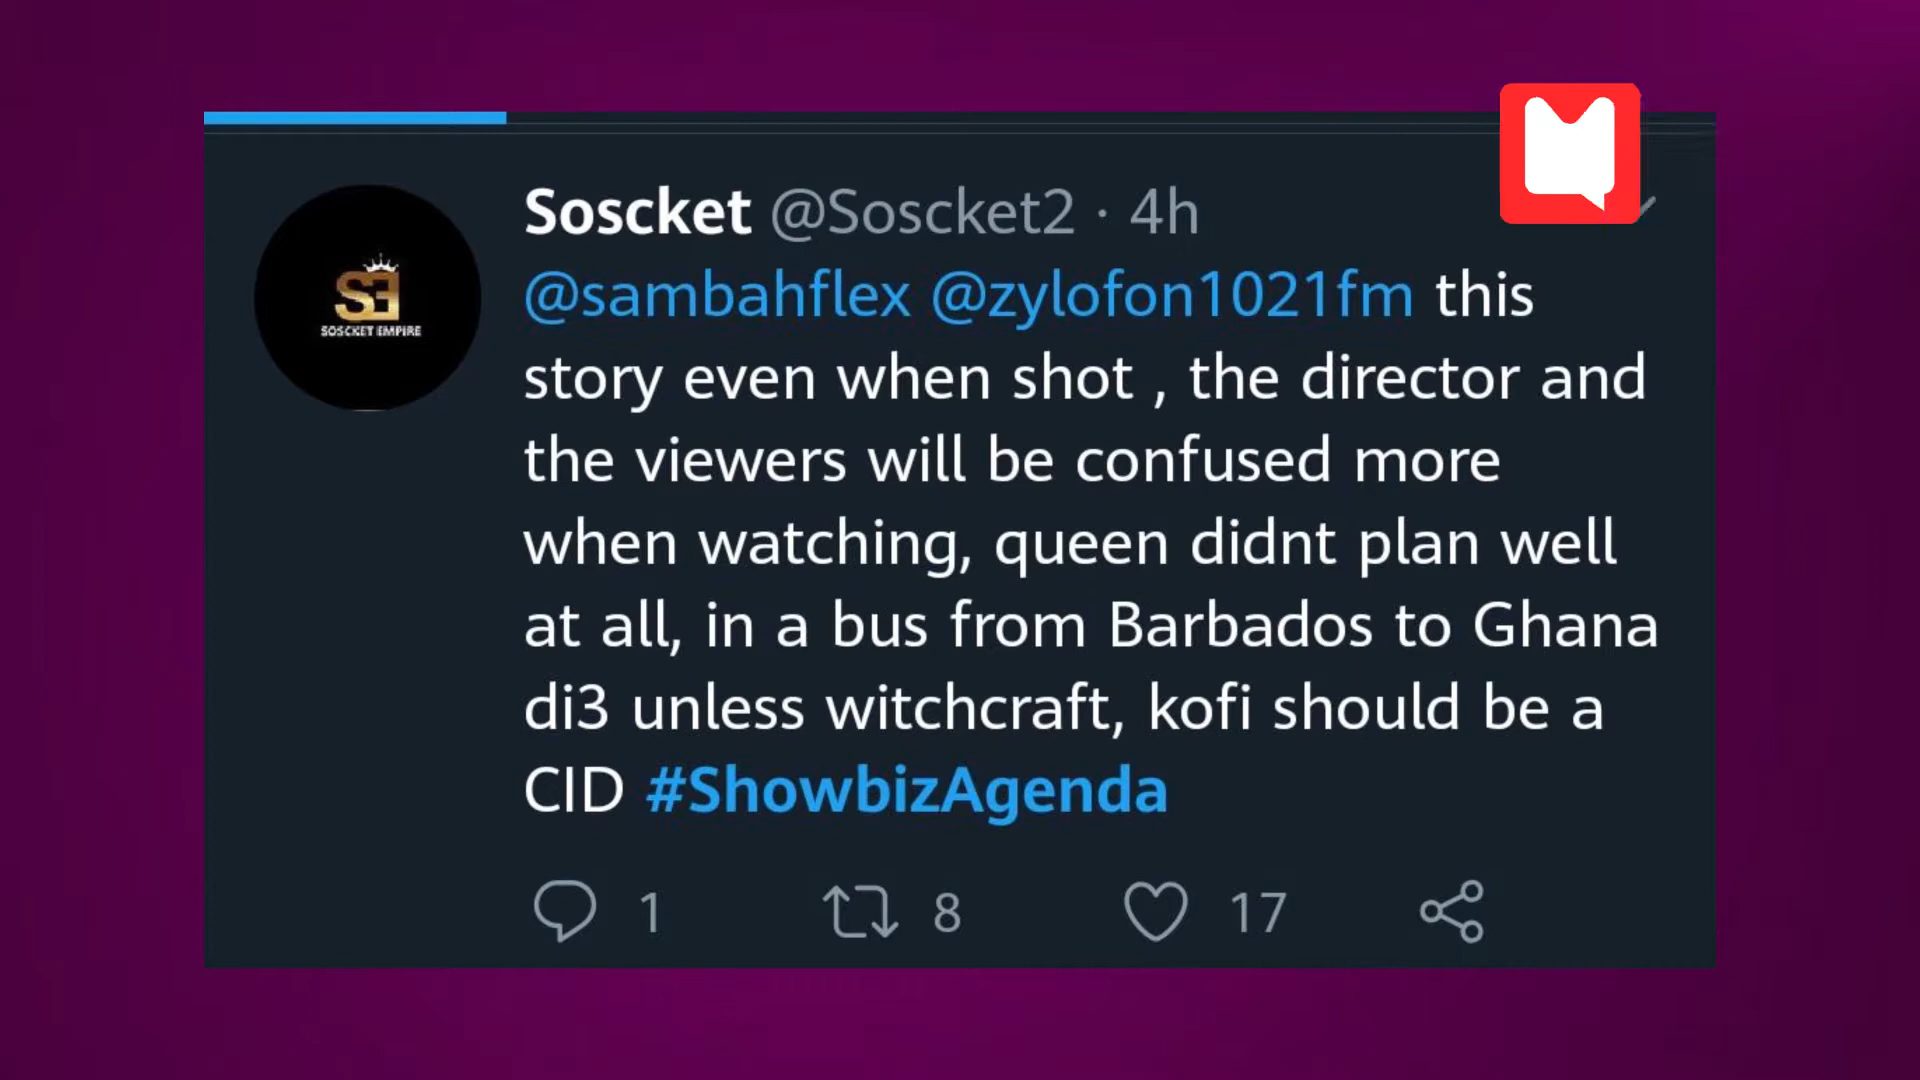 Soscket @Soscket2 · 4h
@sambahflex @zylofon1021fm this
story even when shot , the director and
the viewers will be confused more
when watching, queen didnt plan well
at all, in a bus from Barbados to Ghana
di3 unless witchcraft, kofi should be a
CID #ShowbizAgenda
SE
SOSCKET EMPIRE
1 8 17